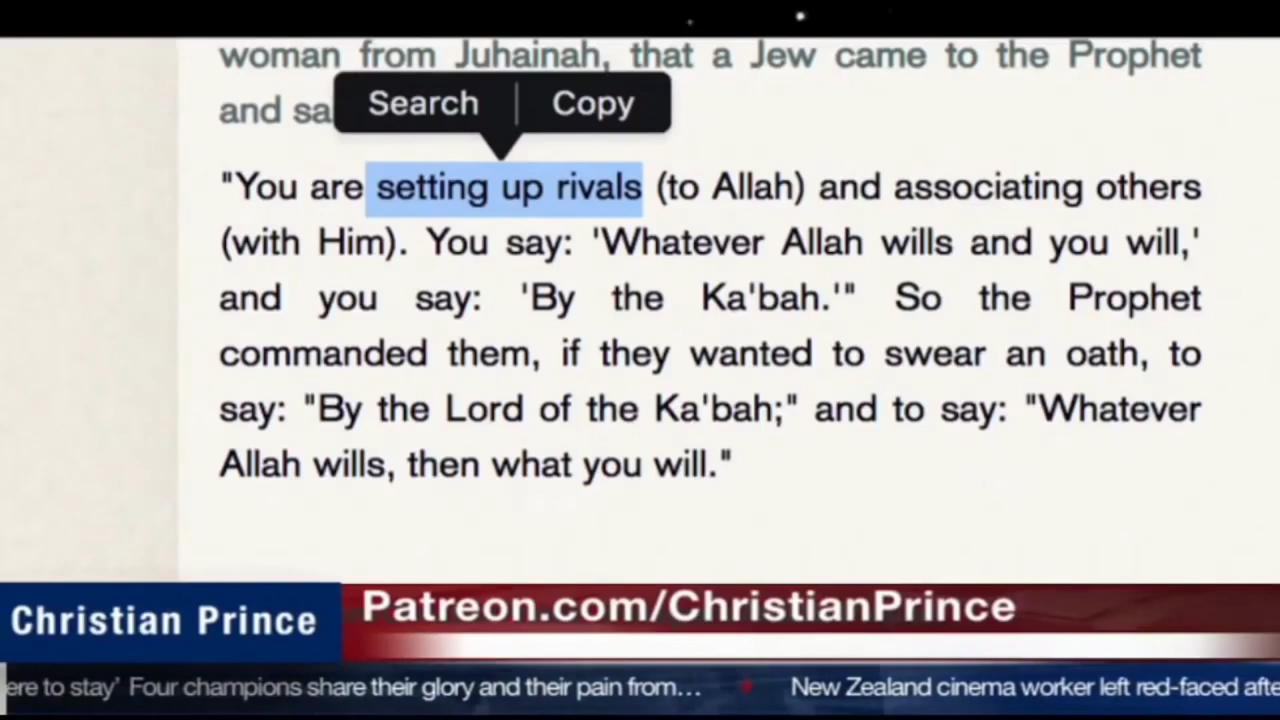 woman from Juhainah, that a Jew came to the Prophet
and sa
Search | Copy
"You are setting up rivals (to Allah) and associating others
(with Him). You say: 'Whatever Allah wills and you will,'
and you say: 'By the Ka'bah.'" So the Prophet
commanded them, if they wanted to swear an oath, to
say: "By the Lord of the Ka'bah;" and to say: "Whatever
Allah wills, then what you will."
Christian Prince
Patreon.com/ChristianPrince
ere to stay' Four champions share their glory and their pain from... New Zealand cinema worker left red-faced afte